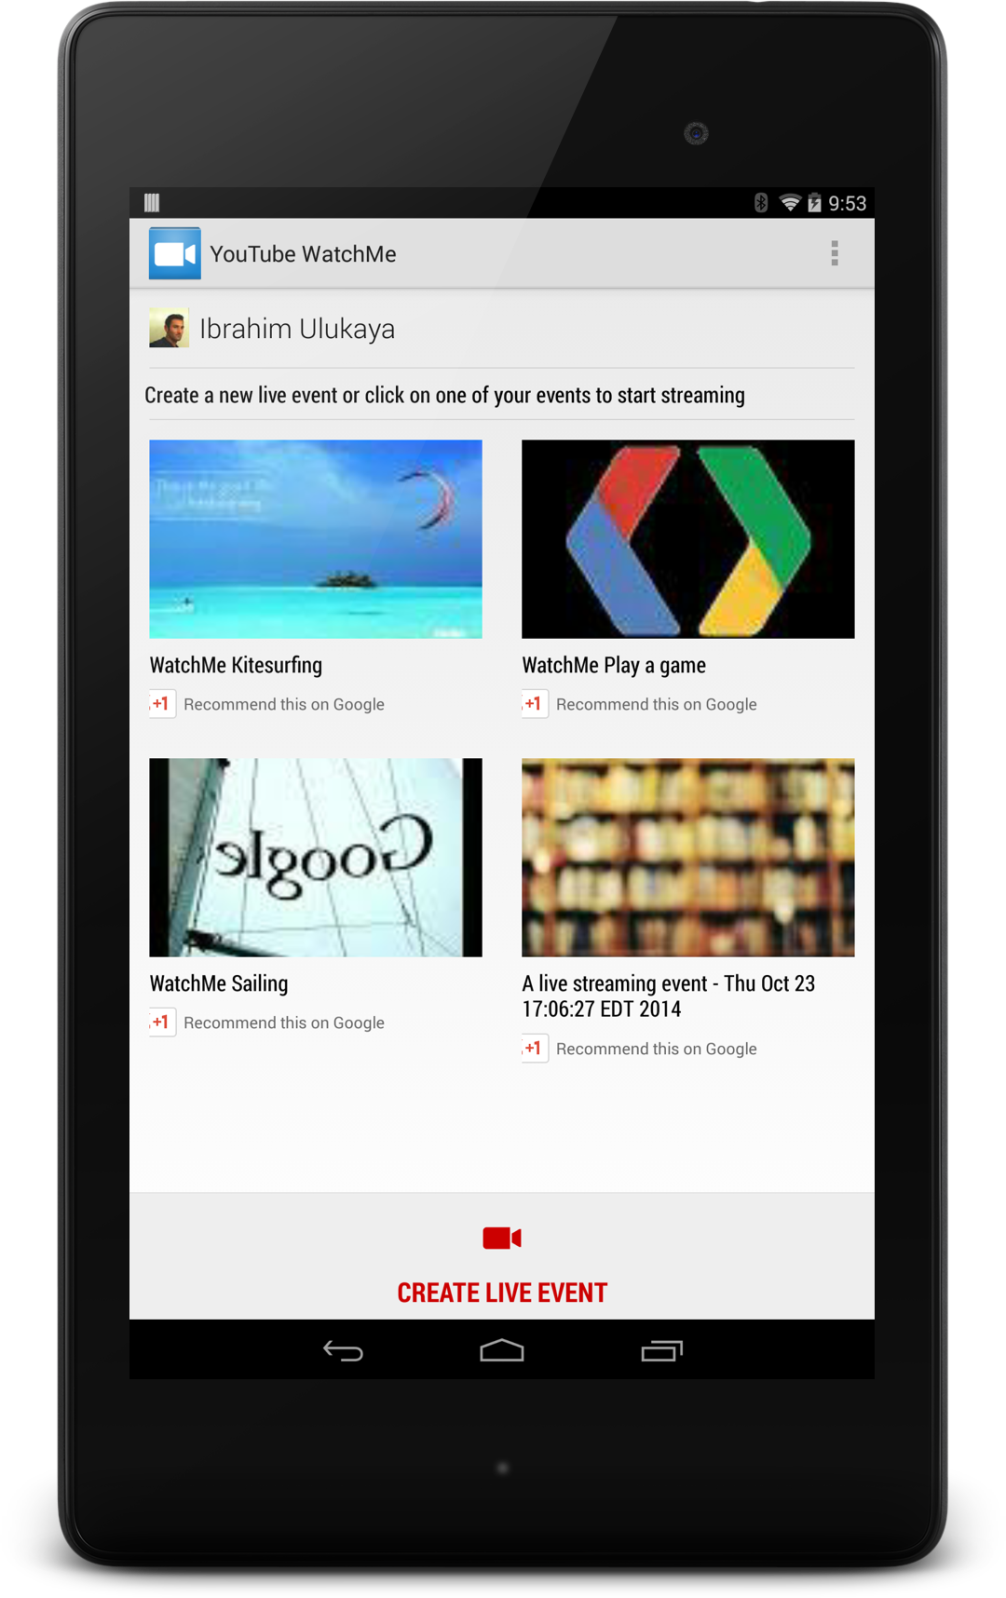 9:53
YouTube WatchMe
Ibrahim Ulukaya
Create a new live event or click on one of your events to start streaming
WatchMe Kitesurfing
+1 Recommend this on Google
WatchMe Play a game
+1 Recommend this on Google
Google
WatchMe Sailing
+1 Recommend this on Google
A live streaming event - Thu Oct 23
17:06:27 EDT 2014
+1 Recommend this on Google
CREATE LIVE EVENT